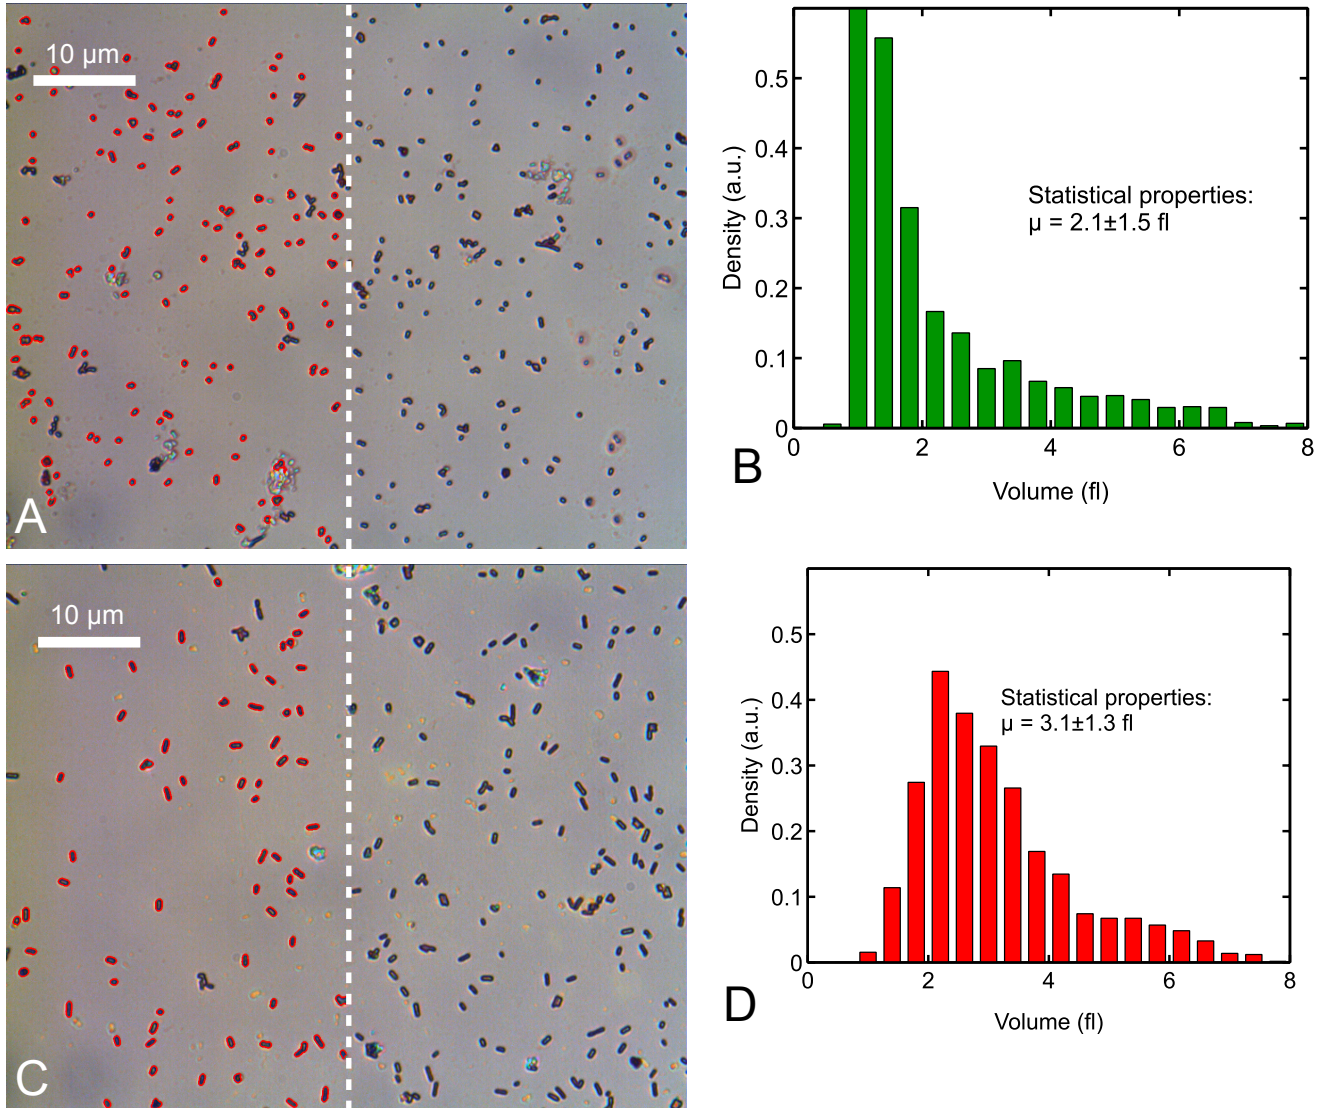 10 µm
A
0.5
0.4
0.3
0.2
0.1
0
0 2 4 6 8
Density (a.u.)
Statistical properties:
µ = 2.1±1.5 fl
Volume (fl)
B
10 µm
C
0.5
0.4
0.3
0.2
0.1
0
0 2 4 6 8
Density (a.u.)
Statistical properties:
µ = 3.1±1.3 fl
Volume (fl)
D